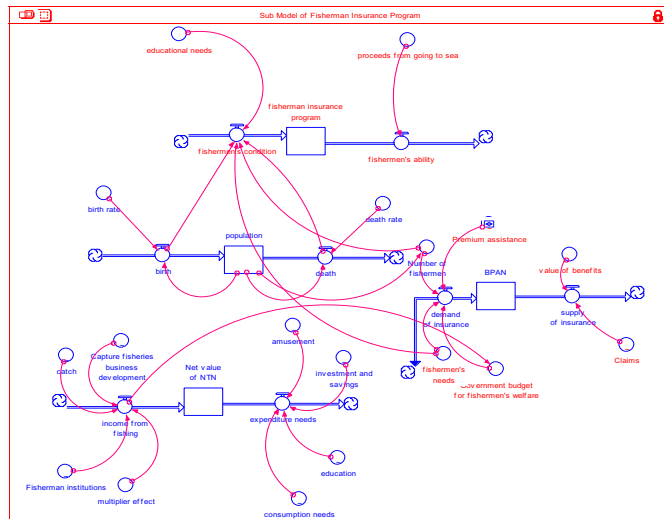 Sub Model of Fisherman Insurance Program
educational needs
proceeds from going to sea
fisherman insurance
program
fishermen's condition
fishermen's ability
birth rate
population
death rate
Premium assistance
birth
death
Number of
fishermen
BPAN
value of benefits
demand
of insurance
supply
of insurance
amusement
Capture fisheries
business
development
catch
Net value
of NTN
investment and
savings
fishermen's
needs
Claims
Government budget
for fishermen's welfare
income from
fishing
expenditure needs
education
Fisherman institutions
multiplier effect
consumption needs